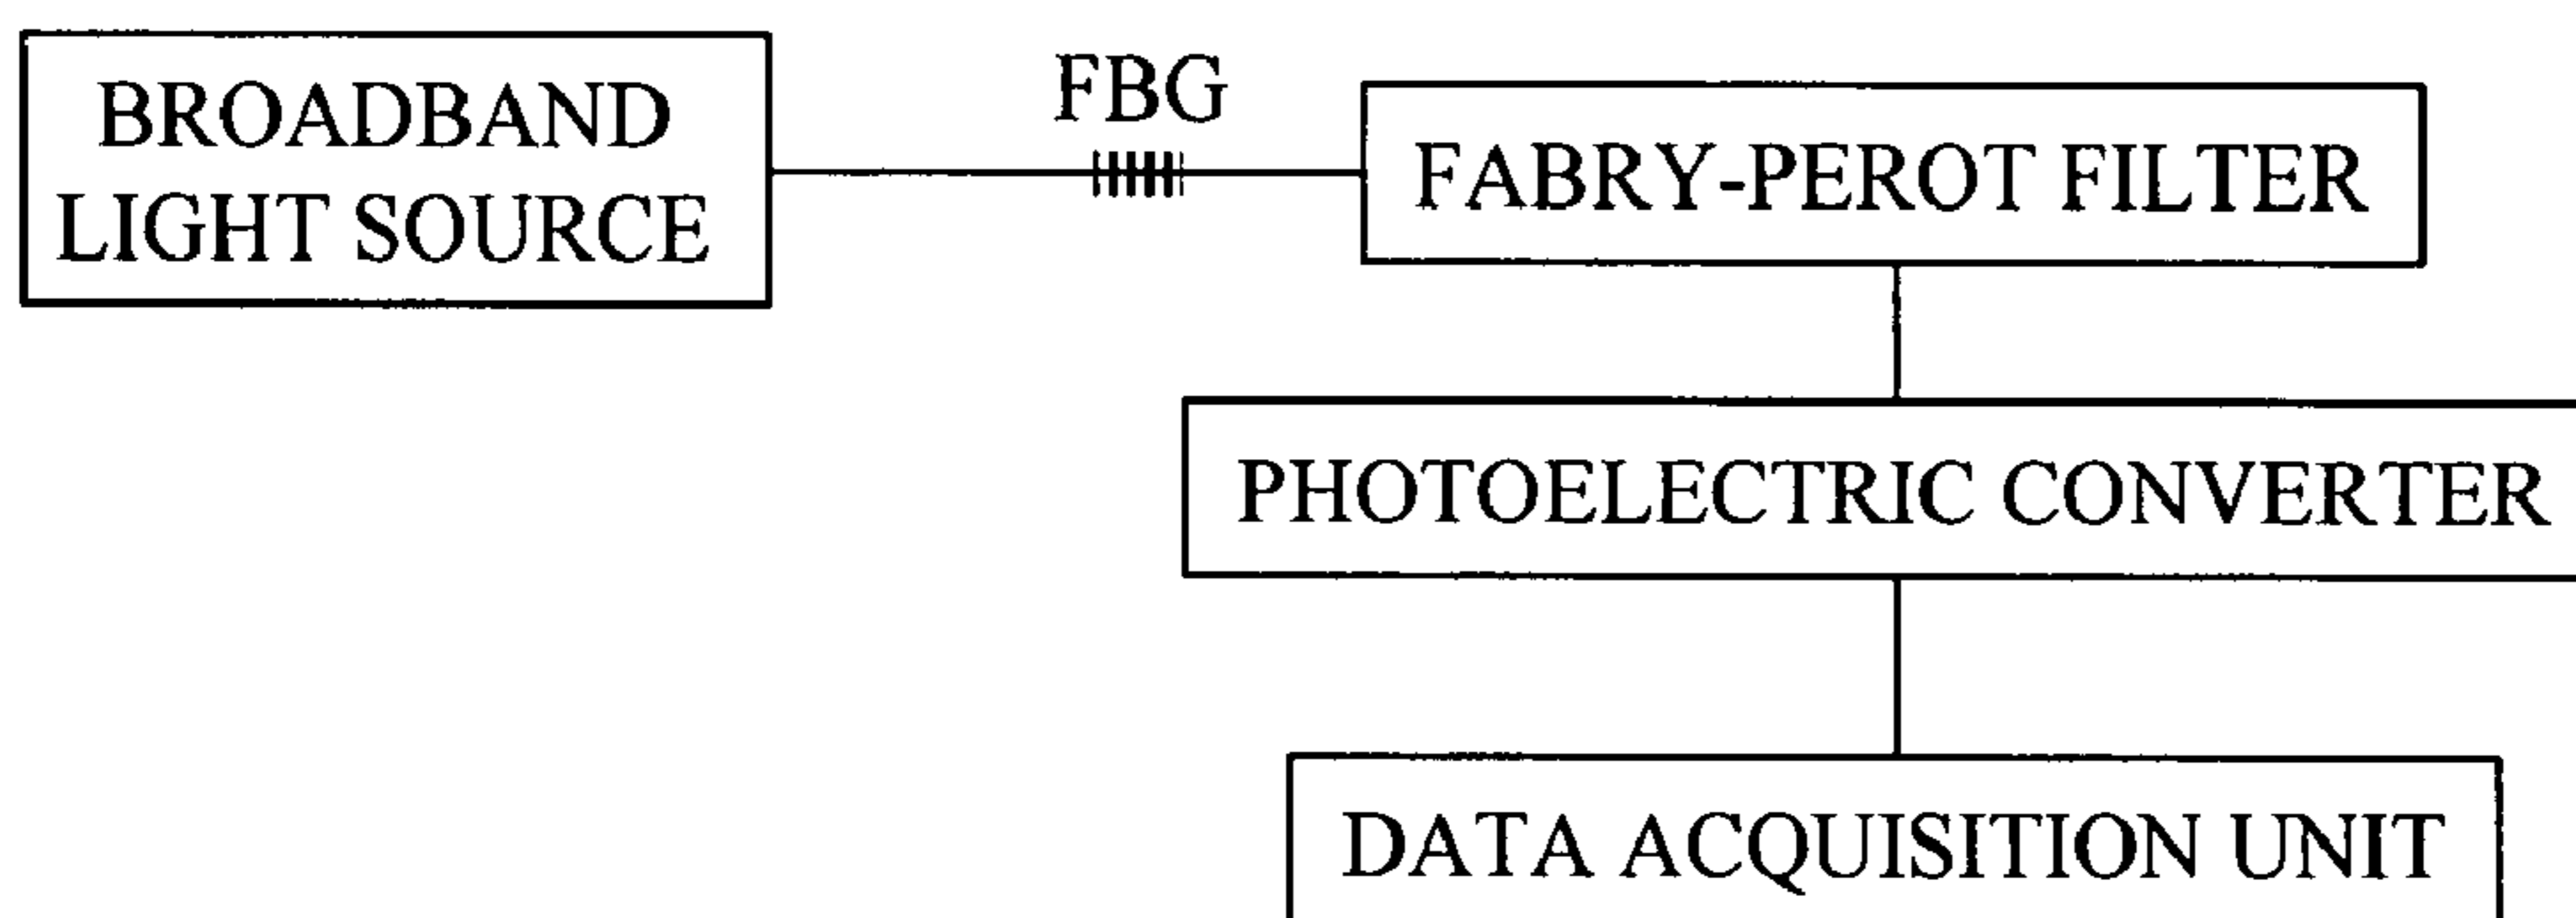 BROADBAND
LIGHT SOURCE
FBG
FABRY-PEROT FILTER
PHOTOELECTRIC CONVERTER
DATA ACQUISITION UNIT